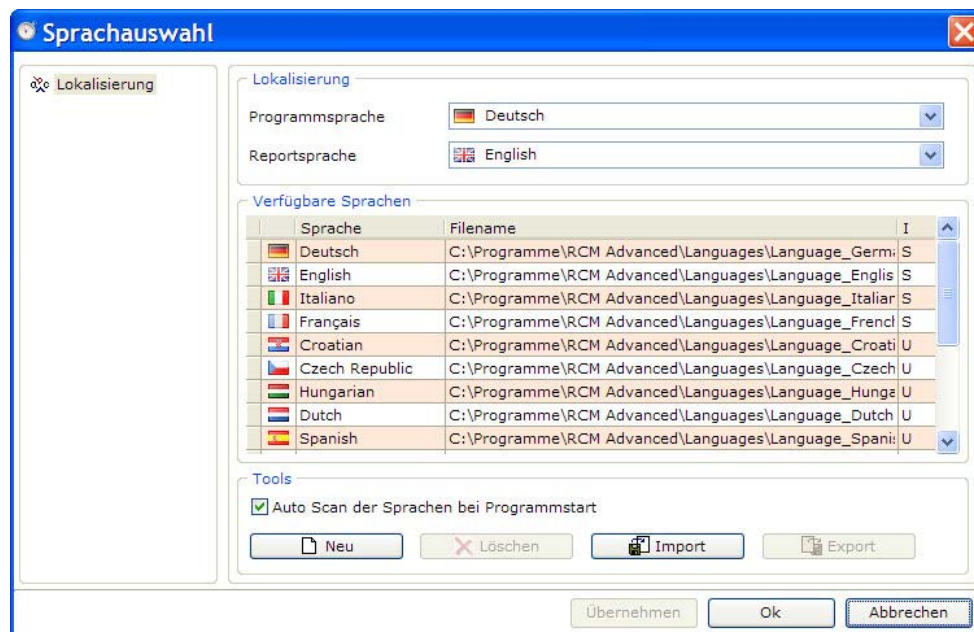 Sprachauswahl
Lokalisierung
Lokalisierung
Programmsprache Deutsch
Reportsprache English
Verfügbare Sprachen
Sprache Filename I
Deutsch C:\Programme\RCM Advanced\Languages\Language_Germ S
English C:\Programme\RCM Advanced\Languages\Language_Englis S
Italiano C:\Programme\RCM Advanced\Languages\Language_Italian S
Français C:\Programme\RCM Advanced\Languages\Language_French S
Croatian C:\Programme\RCM Advanced\Languages\Language_Croati U
Czech Republic C:\Programme\RCM Advanced\Languages\Language_Czech U
Hungarian C:\Programme\RCM Advanced\Languages\Language_Hunga U
Dutch C:\Programme\RCM Advanced\Languages\Language_Dutch U
Spanish C:\Programme\RCM Advanced\Languages\Language_Spani U
Tools
Auto Scan der Sprachen bei Programmstart
Neu Löschen Import Export
Übernehmen Ok Abbrechen